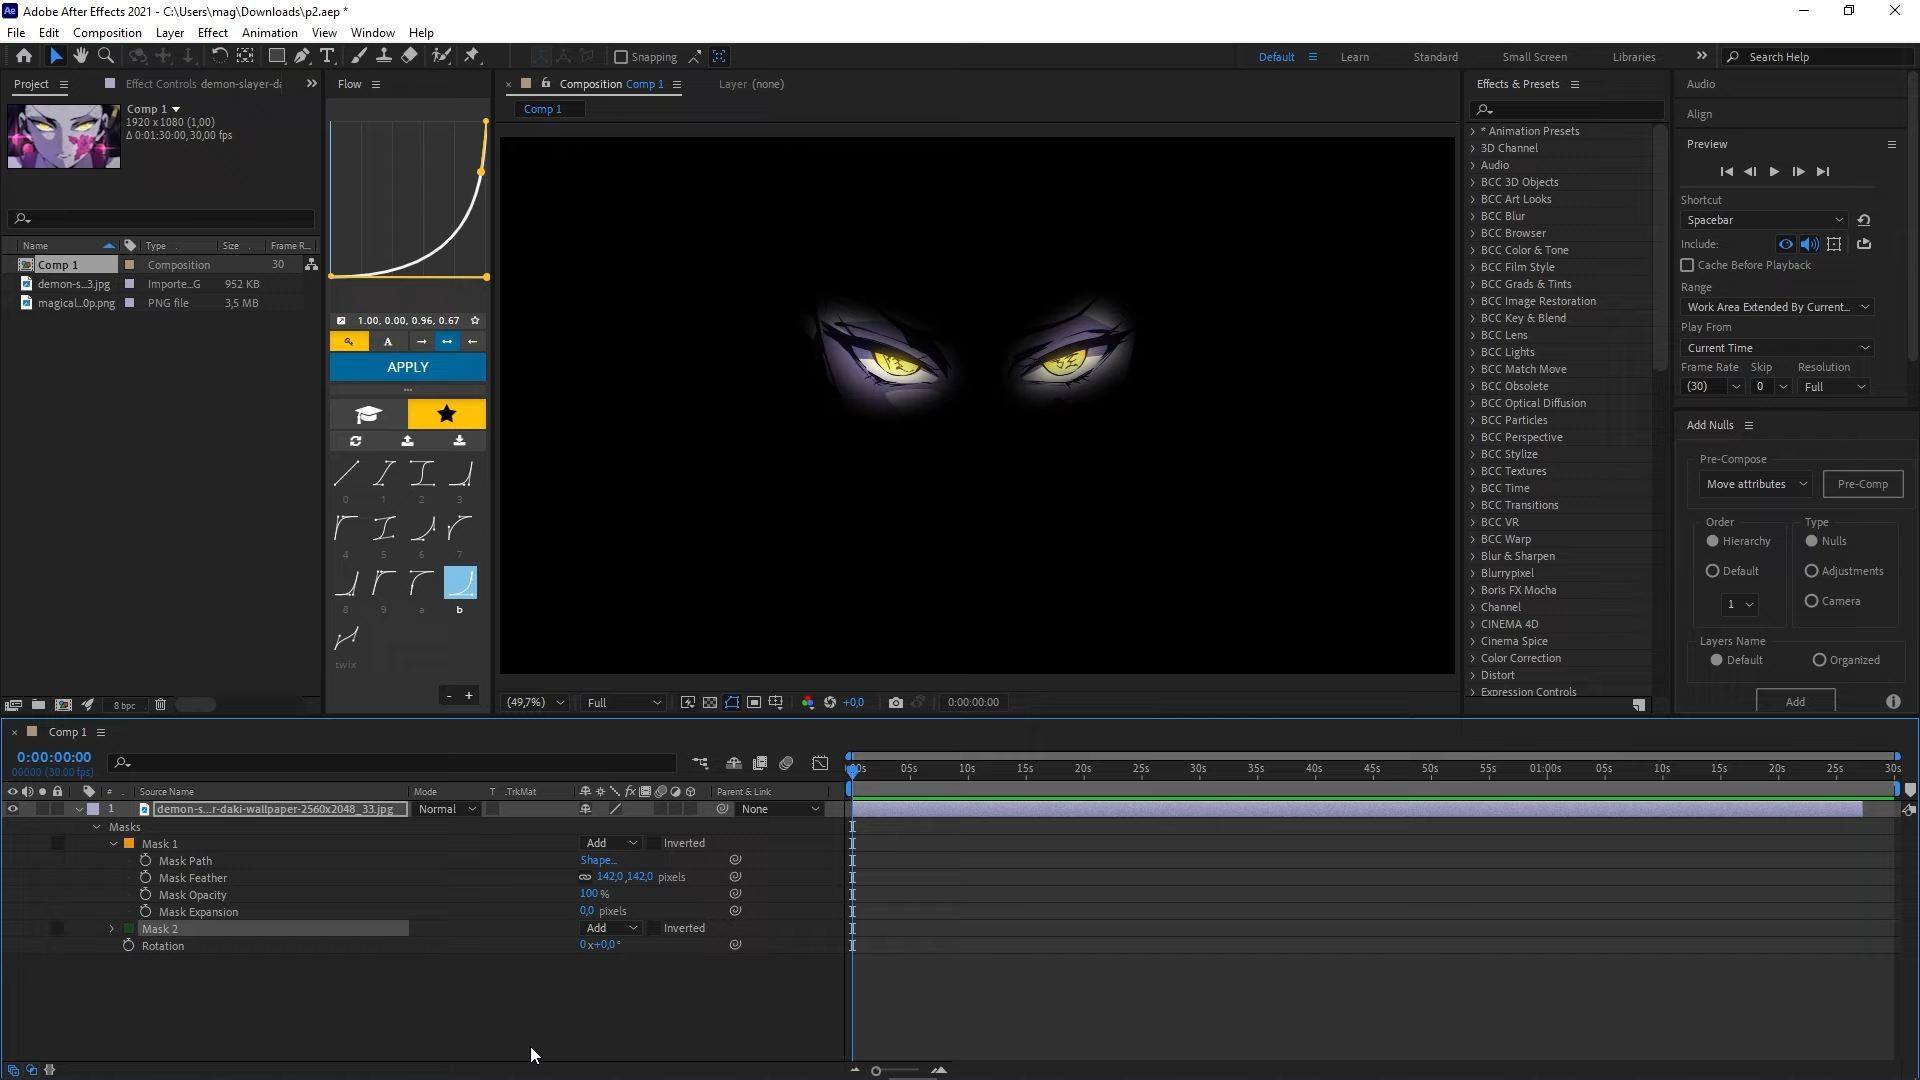 Adobe After Effects 2021 - C:\Users\mag\Downloads\p2.aep *
File Edit Composition Layer Effect Animation View Window Help
Snapping
Default Learn Standard Small Screen Libraries Search Help
Project Effect Controls demon-slayer-da
Comp 1
1920 x 1080 (1,00)
Δ 0:01:30:00, 30,00 fps
Name Type Size Frame R...
Comp 1 Composition 30
demon-s...3.jpg Importe...G 952 KB
magical...0p.png PNG file 3,5 MB
8 bpc
Flow
1.00, 0.00, 0.96, 0.67
A
APPLY
0 1 2 3
4 5 6 7
8 9 a b
twix
- +
Composition Comp 1 Layer (none)
Comp 1
(49,7%) Full +0,0 0:00:00:00
Effects & Presets
* Animation Presets
3D Channel
Audio
BCC 3D Objects
BCC Art Looks
BCC Blur
BCC Browser
BCC Color & Tone
BCC Film Style
BCC Grads & Tints
BCC Image Restoration
BCC Key & Blend
BCC Lens
BCC Lights
BCC Match Move
BCC Obsolete
BCC Optical Diffusion
BCC Particles
BCC Perspective
BCC Stylize
BCC Textures
BCC Time
BCC Transitions
BCC VR
BCC Warp
Blur & Sharpen
Blurrypixel
Boris FX Mocha
Channel
CINEMA 4D
Cinema Spice
Color Correction
Distort
Expression Controls
Audio
Align
Preview
Shortcut
Spacebar
Include:
Cache Before Playback
Range
Work Area Extended By Current...
Play From
Current Time
Frame Rate Skip Resolution
(30) 0 Full
Add Nulls
Pre-Compose
Move attributes Pre-Comp
Order Type
Hierarchy Nulls
Default Adjustments
1 Camera
Layers Name
Default Organized
Add
Comp 1
0:00:00:00
00000 (30.00 fps)
:00s 05s 10s 15s 20s 25s 30s 35s 40s 45s 50s 55s 01:00s 05s 10s 15s 20s 25s 30s
# Source Name Mode T .TrkMat fx Parent & Link
1 demon-s...r-daki-wallpaper-2560x2048_33.jpg Normal None
Masks
Mask 1 Add Inverted
Mask Path Shape...
Mask Feather 142,0,142,0 pixels
Mask Opacity 100 %
Mask Expansion 0,0 pixels
Mask 2 Add Inverted
Rotation 0x+0,0°